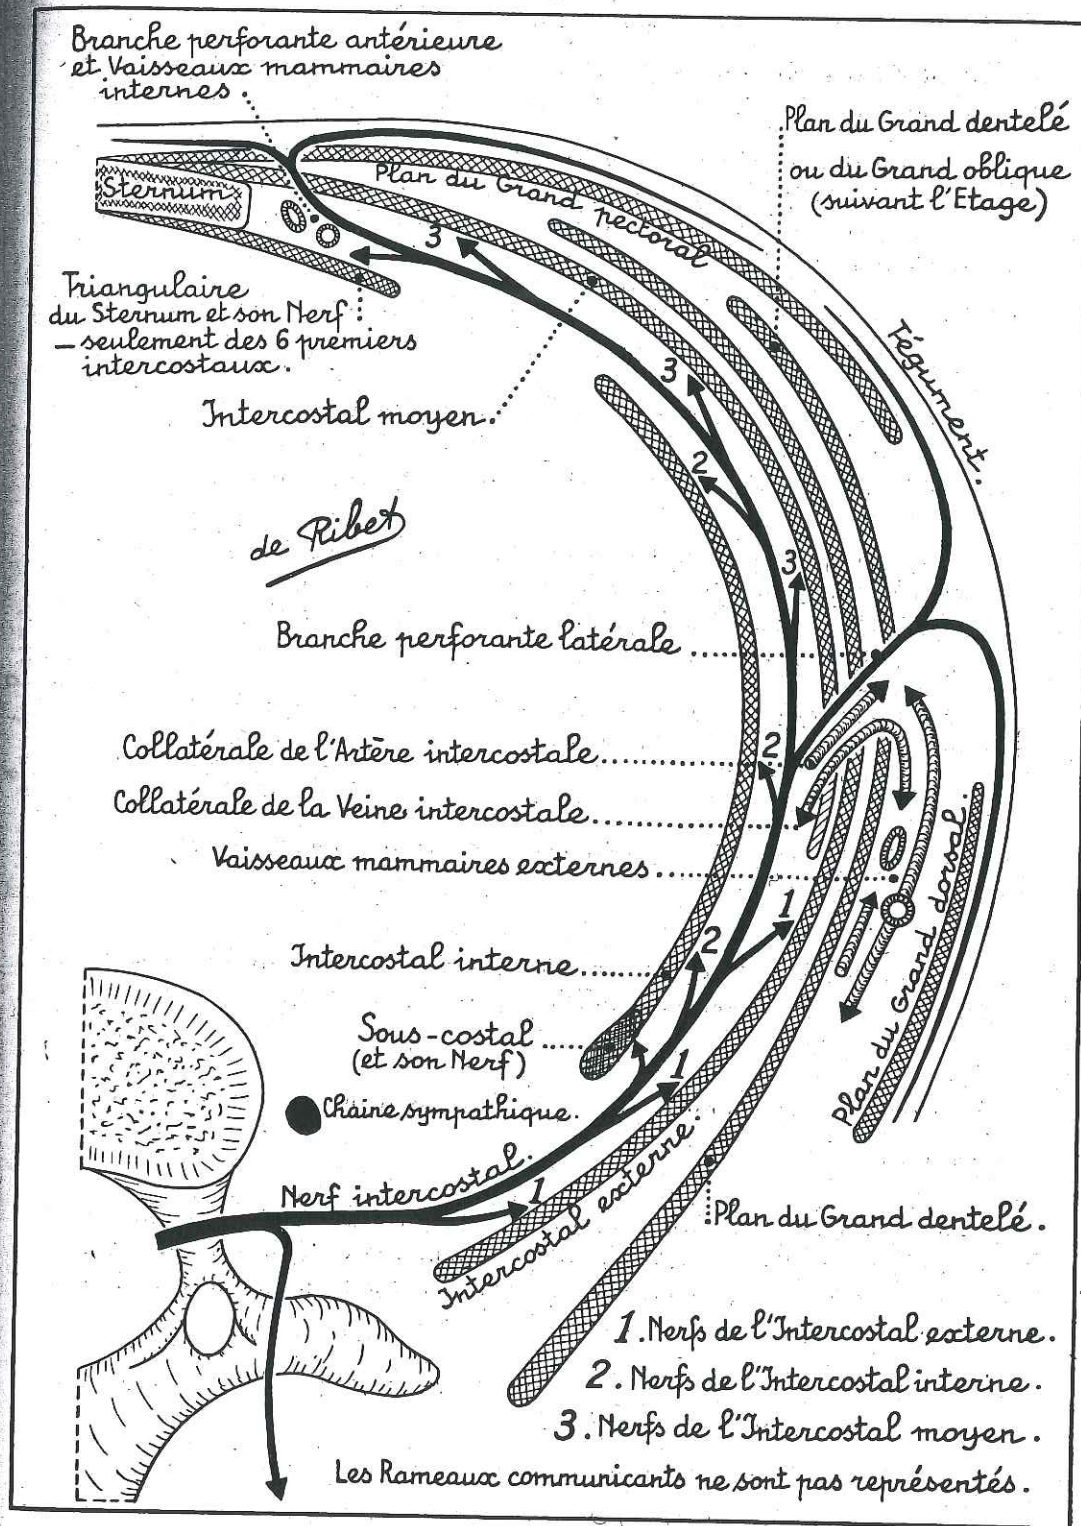 Branche perforante antérieure
et Vaisseaux mammaires
internes
Plan du Grand dentelé
ou du Grand oblique
(suivant l'Etage)
Sternum
Plan du Grand pectoral
3
Triangulaire
du Sternum et son Nerf
– seulement des 6 premiers
intercostaux.
Tégument.
3
Intercostal moyen
2
de Ribet
3
Branche perforante latérale
2
Collatérale de l'Artère intercostale
Collatérale de la Veine intercostale
Vaisseaux mammaires externes
Plan du Grand dorsal.
1
2
Intercostal interne
Sous-costal
(et son Nerf)
1
Chaine sympathique.
Nerf intercostal.
1
Intercostal externe.
Plan du Grand dentelé.
1. Nerfs de l'Intercostal externe.
2. Nerfs de l'Intercostal interne.
3. Nerfs de l'Intercostal moyen.
Les Rameaux communicants ne sont pas représentés.